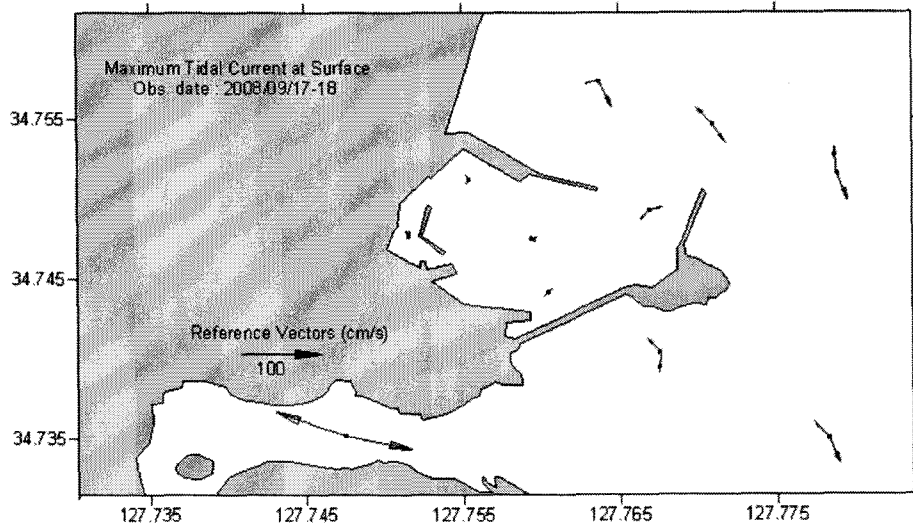 Maximum Tidal Current at Surface
Obs. date : 2008/09/17-18
34.755
34.745
Reference Vectors (cm/s)
100
34.735
127.735 127.745 127.755 127.765 127.775